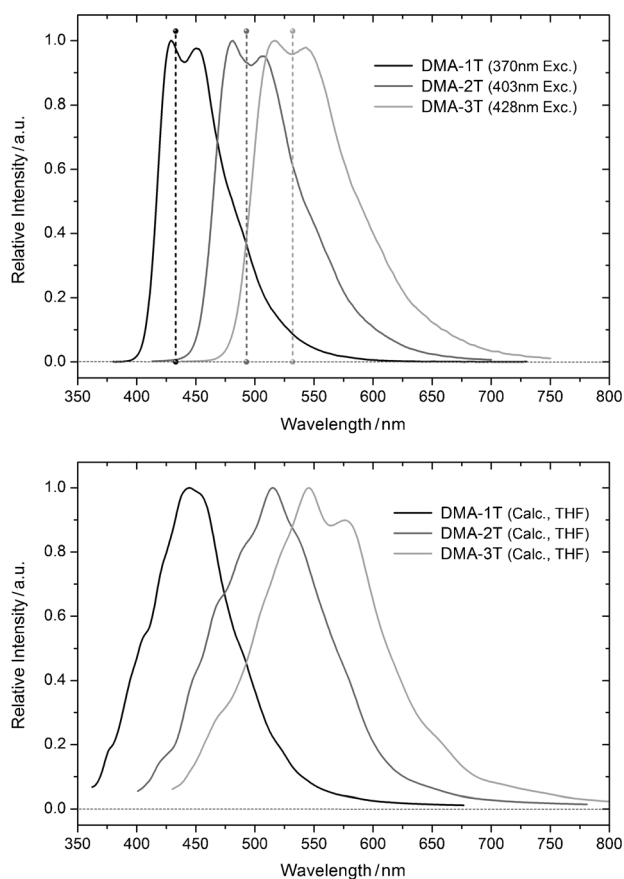 1.0
0.8
0.6
0.4
0.2
0.0
Relative Intensity / a.u.
DMA-1T (370nm Exc.)
DMA-2T (403nm Exc.)
DMA-3T (428nm Exc.)
350 400 450 500 550 600 650 700 750 800
Wavelength / nm
1.0
0.8
0.6
0.4
0.2
0.0
Relative Intensity / a.u.
DMA-1T (Calc., THF)
DMA-2T (Calc., THF)
DMA-3T (Calc., THF)
350 400 450 500 550 600 650 700 750 800
Wavelength / nm